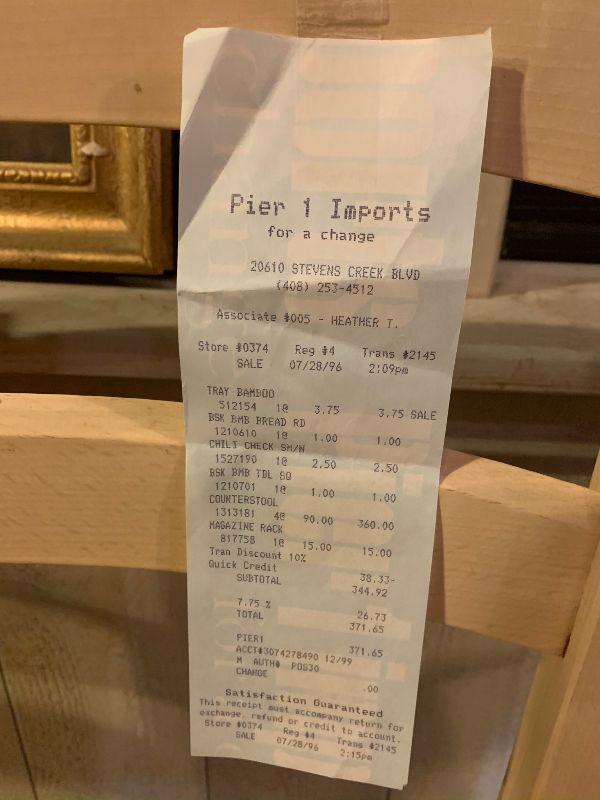 Pier 1 Imports
for a change
20610 STEVENS CREEK BLVD
(408) 253-4512
Associate #005 - HEATHER T.
Store #0374 Reg #4 Trans #2145
SALE 07/28/96 2:09pm
TRAY BAMBOO
512154 1@ 3.75 3.75 SALE
BSK BMB BREAD RD
1210610 1@ 1.00 1.00
CHILI CHECK SM/N
1527190 1@ 2.50 2.50
BSK BMB TBL SQ
1210701 1@ 1.00 1.00
COUNTERSTOOL
1313181 4@ 90.00 360.00
MAGAZINE RACK
817758 1@ 15.00 15.00
Tran Discount 10%
Quick Credit 38.33-
SUBTOTAL 344.92
7.75 % 26.73
TOTAL 371.65
PIER1 371.65
ACCT#3074278490 12/99
M AUTH# POS30
CHANGE .00
Satisfaction Guaranteed
This receipt must accompany return for
exchange, refund or credit to account.
Store #0374 Reg #4 Trans #2145
SALE 07/28/96 2:15pm